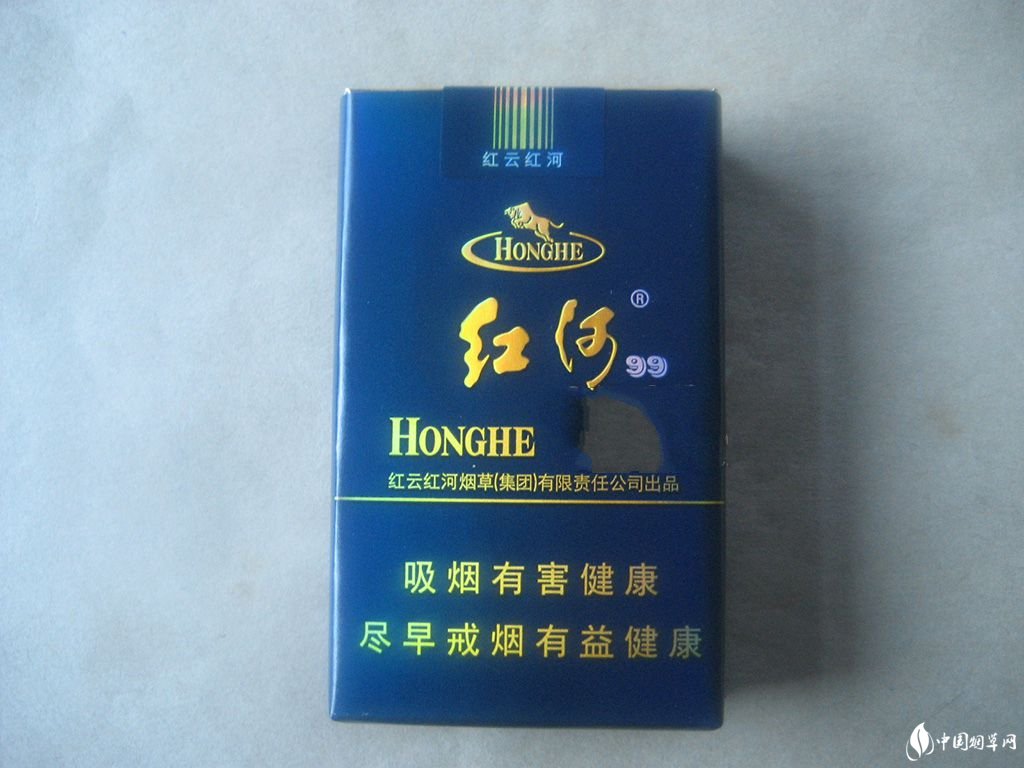 红云红河
HONGHE
®
红河99
HONGHE
红云红河烟草(集团)有限责任公司出品
吸烟有害健康
尽早戒烟有益健康
中国烟草网